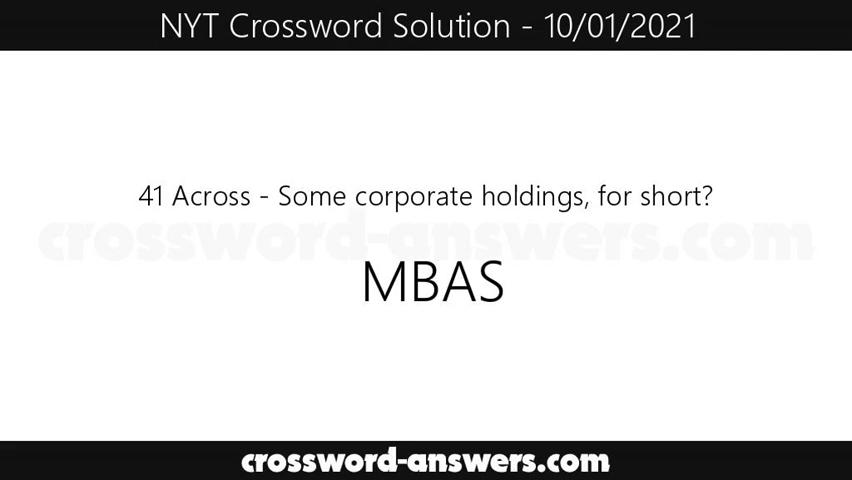 NYT Crossword Solution - 10/01/2021
41 Across - Some corporate holdings, for short?
crossword-answers.com
MBAS
crossword-answers.com